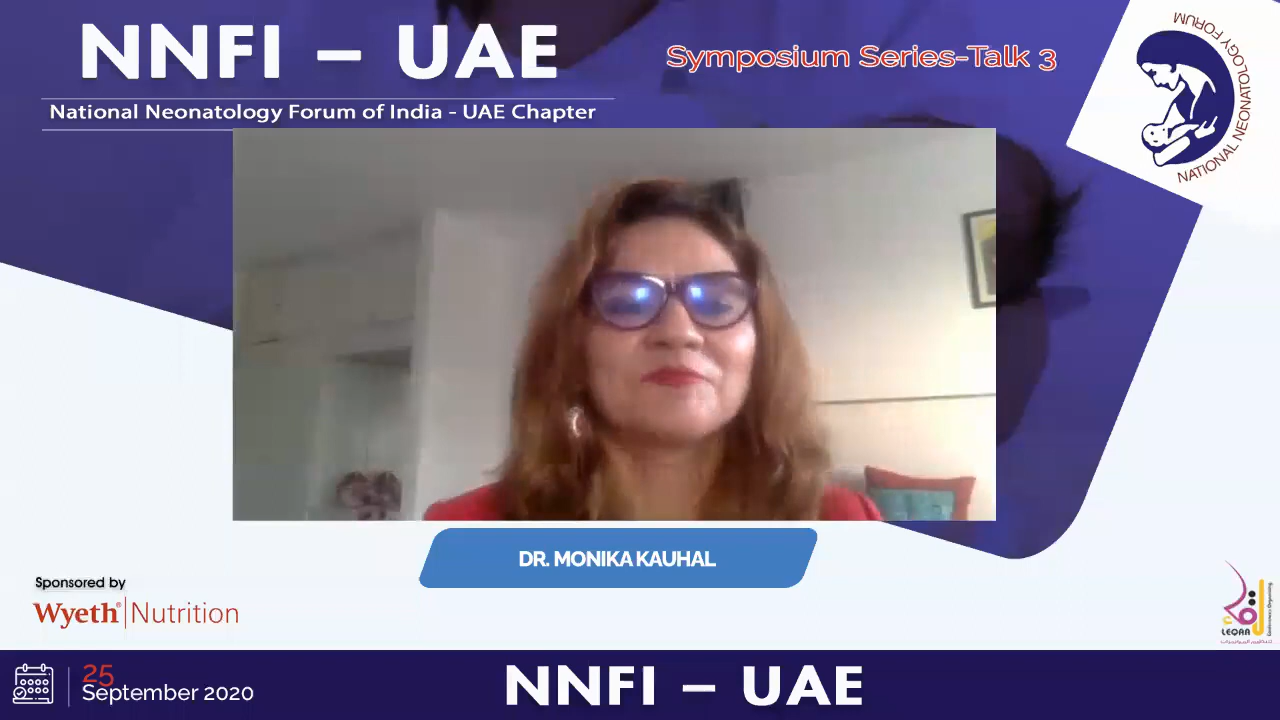 NNFI – UAE
Symposium Series-Talk 3
National Neonatology Forum of India - UAE Chapter
NATIONAL NEONATOLOGY FORUM
DR. MONIKA KAUHAL
Sponsored by
Wyeth® Nutrition
LEQAA
25
September 2020
NNFI – UAE